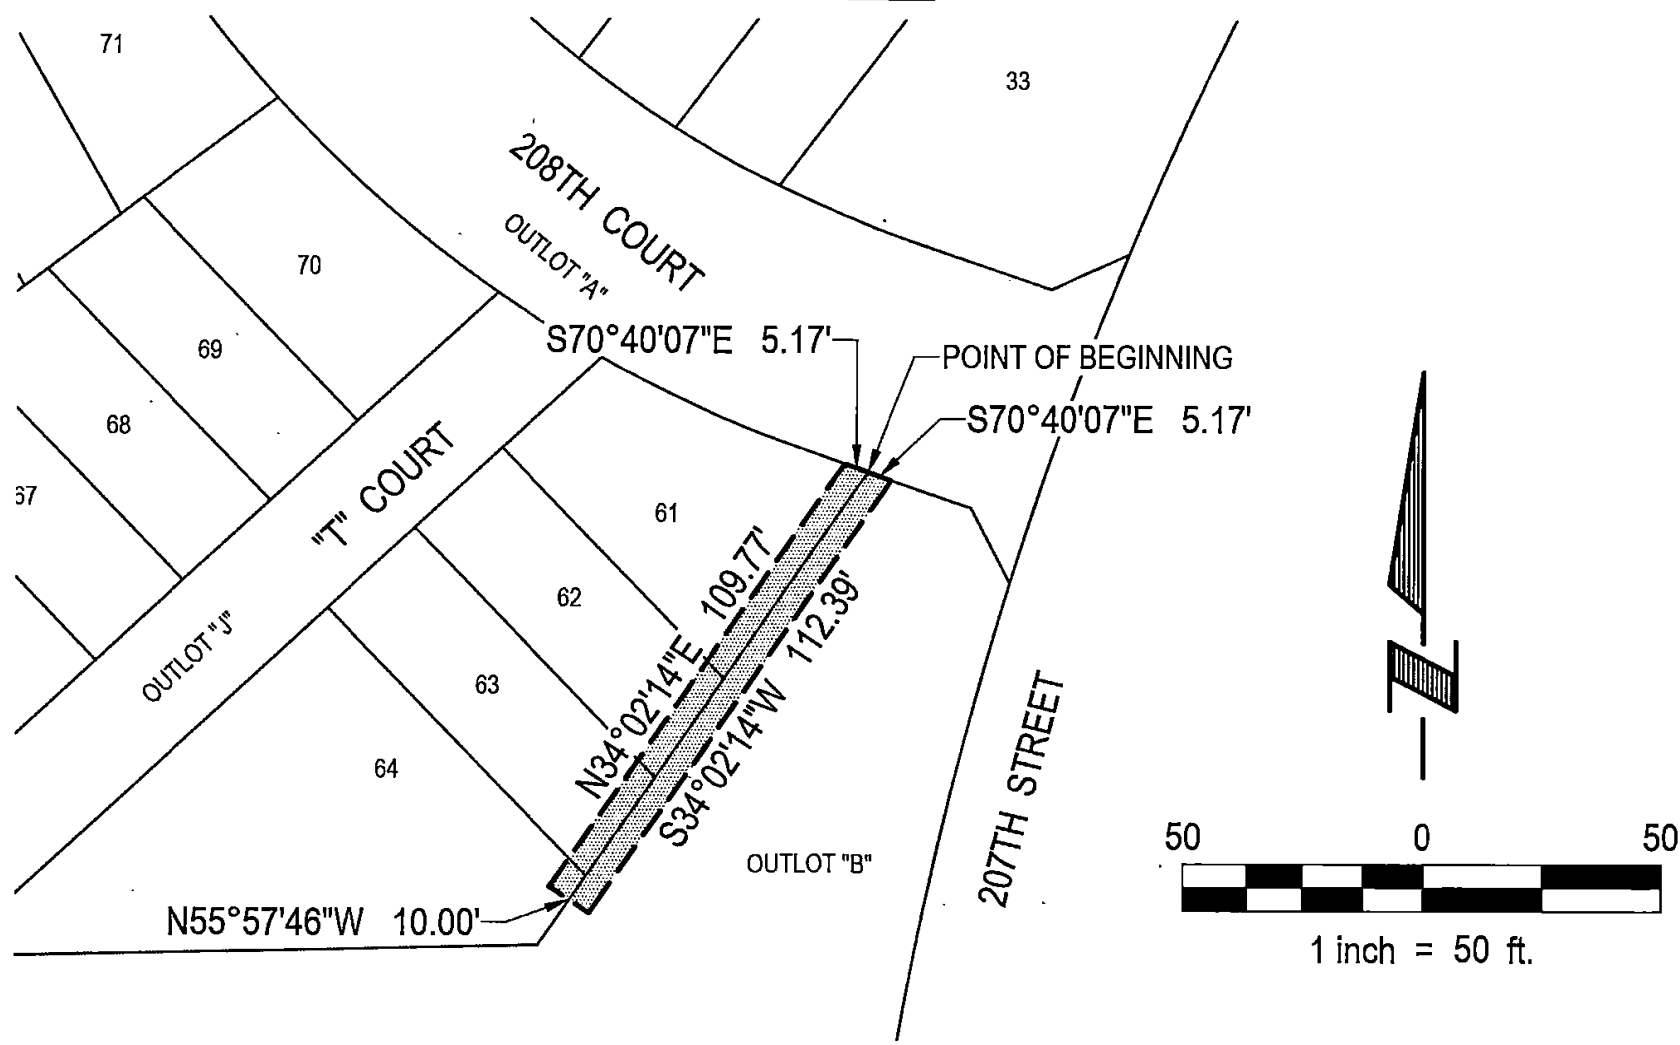 71
33
208TH COURT
OUTLOT "A"
70
69
68
S70°40'07"E 5.17'
POINT OF BEGINNING
S70°40'07"E 5.17'
67
"T" COURT
OUTLOT "J"
61
62
63
64
N34°02'14"E 109.77'
S34°02'14"W 112.39'
N55°57'46"W 10.00'
OUTLOT "B"
207TH STREET
50 0 50
1 inch = 50 ft.